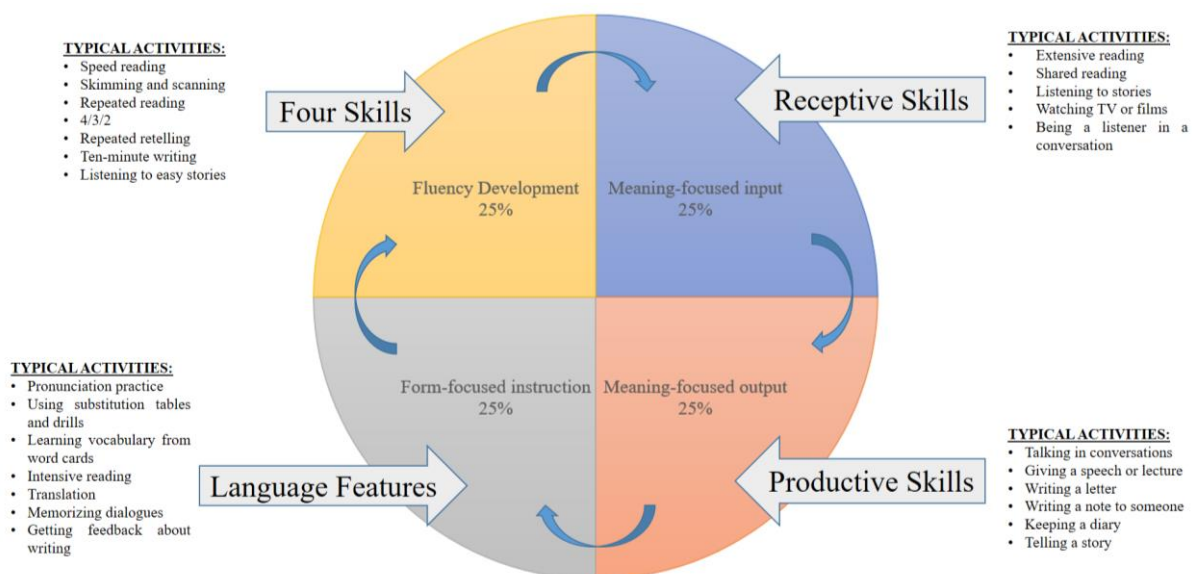 TYPICAL ACTIVITIES:
• Speed reading
• Skimming and scanning
• Repeated reading
• 4/3/2
• Repeated retelling
• Ten-minute writing
• Listening to easy stories
Four Skills
Fluency Development
25%
Receptive Skills
Meaning-focused input
25%
TYPICAL ACTIVITIES:
• Extensive reading
• Shared reading
• Listening to stories
• Watching TV or films
• Being a listener in a
conversation
TYPICAL ACTIVITIES:
• Pronunciation practice
• Using substitution tables
and drills
• Learning vocabulary from
word cards
• Intensive reading
• Translation
• Memorizing dialogues
• Getting feedback about
writing
Form-focused instruction
25%
Language Features
Meaning-focused output
25%
Productive Skills
TYPICAL ACTIVITIES:
• Talking in conversations
• Giving a speech or lecture
• Writing a letter
• Writing a note to someone
• Keeping a diary
• Telling a story